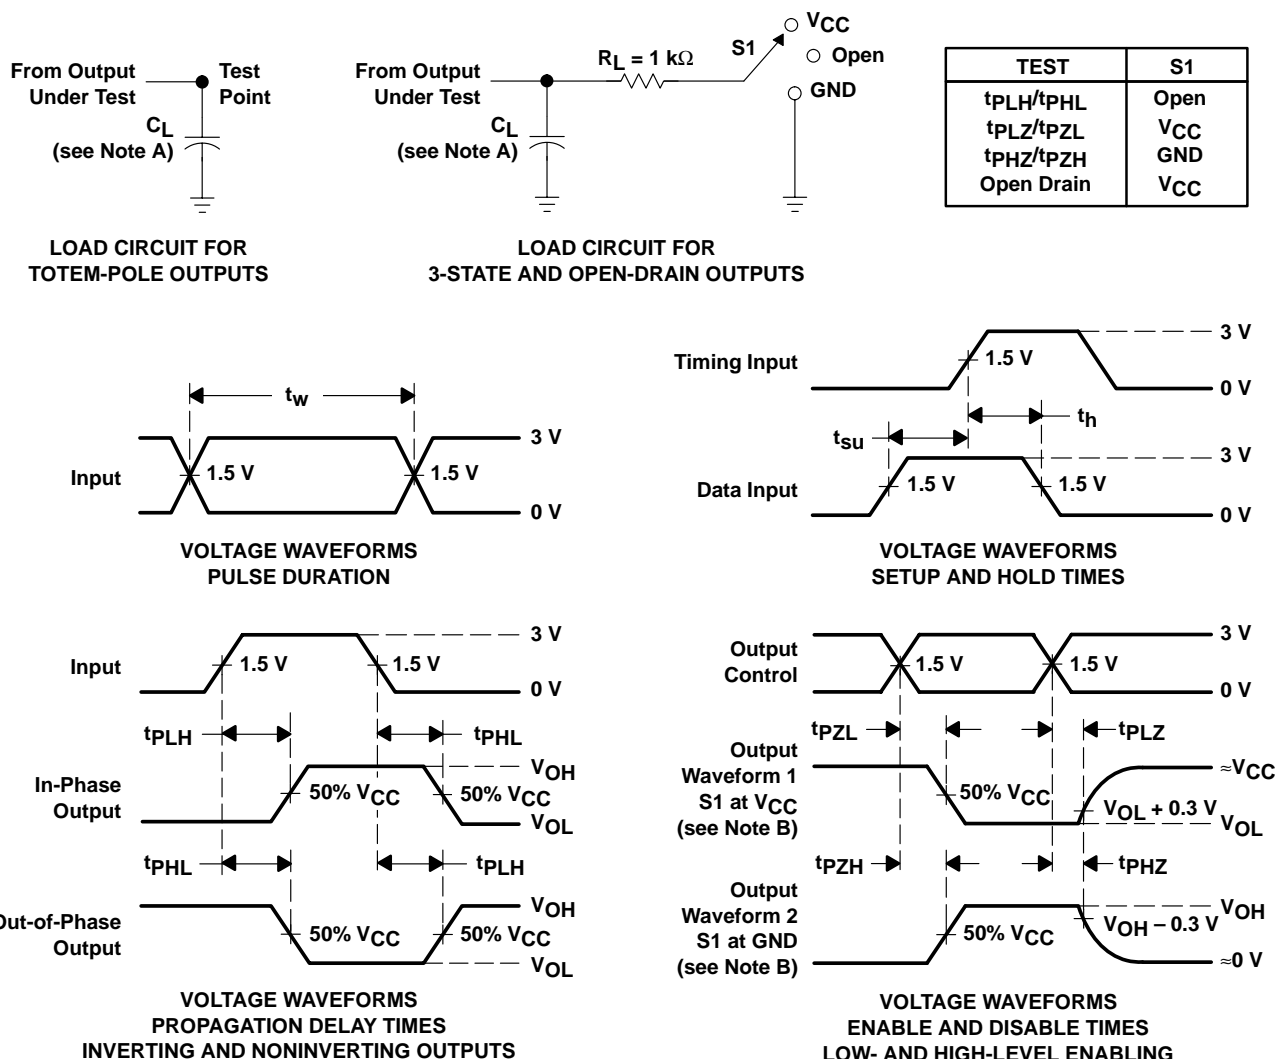 From Output
Under Test
Test
Point
CL
(see Note A)
LOAD CIRCUIT FOR
TOTEM-POLE OUTPUTS
From Output
Under Test
RL = 1 kΩ
S1
VCC
Open
GND
CL
(see Note A)
LOAD CIRCUIT FOR
3-STATE AND OPEN-DRAIN OUTPUTS
TEST S1
tPLH/tPHL Open
tPLZ/tPZL VCC
tPHZ/tPZH GND
Open Drain VCC
tw
Input
1.5 V
1.5 V
3 V
0 V
VOLTAGE WAVEFORMS
PULSE DURATION
Timing Input
1.5 V
3 V
0 V
th
tsu
Data Input
1.5 V
1.5 V
3 V
0 V
VOLTAGE WAVEFORMS
SETUP AND HOLD TIMES
Input
1.5 V
1.5 V
3 V
0 V
tPLH
tPHL
In-Phase
Output
50% VCC
50% VCC
VOH
VOL
tPHL
tPLH
Out-of-Phase
Output
50% VCC
50% VCC
VOH
VOL
VOLTAGE WAVEFORMS
PROPAGATION DELAY TIMES
INVERTING AND NONINVERTING OUTPUTS
Output
Control
1.5 V
1.5 V
3 V
0 V
tPZL
tPLZ
Output
Waveform 1
S1 at VCC
(see Note B)
50% VCC
≈VCC
VOL + 0.3 V
VOL
tPZH
tPHZ
Output
Waveform 2
S1 at GND
(see Note B)
50% VCC
VOH
VOH − 0.3 V
≈0 V
VOLTAGE WAVEFORMS
ENABLE AND DISABLE TIMES
LOW- AND HIGH-LEVEL ENABLING